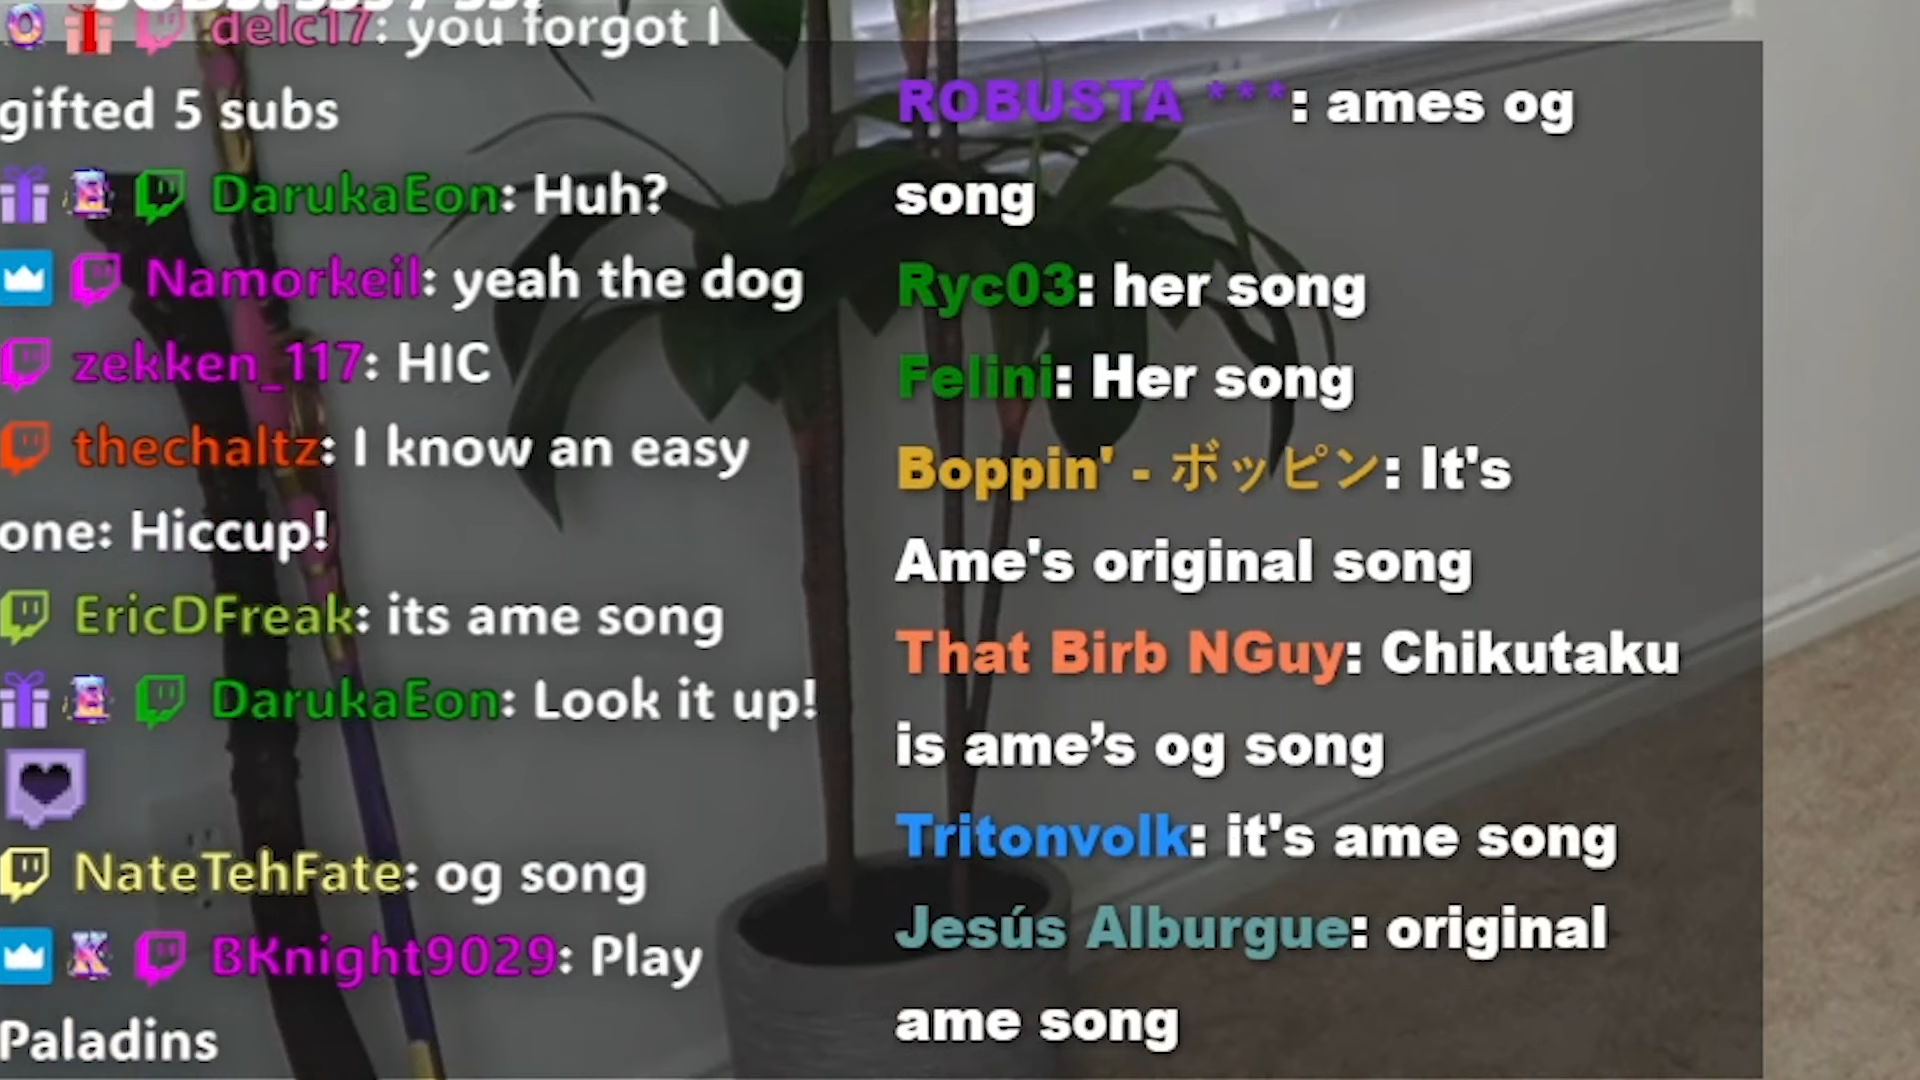 delc17: you forgot I
gifted 5 subs
DarukaEon: Huh?
Namorkeil: yeah the dog
zekken_117: HIC
thechaltz: I know an easy
one: Hiccup!
EricDFreak: its ame song
DarukaEon: Look it up!
NateTehFate: og song
BKnight9029: Play
Paladins
ROBUSTA ***: ames og
song
Ryc03: her song
Felini: Her song
Boppin' - ボッピン: It's
Ame's original song
That Birb NGuy: Chikutaku
is ame’s og song
Tritonvolk: it's ame song
Jesús Alburgue: original
ame song